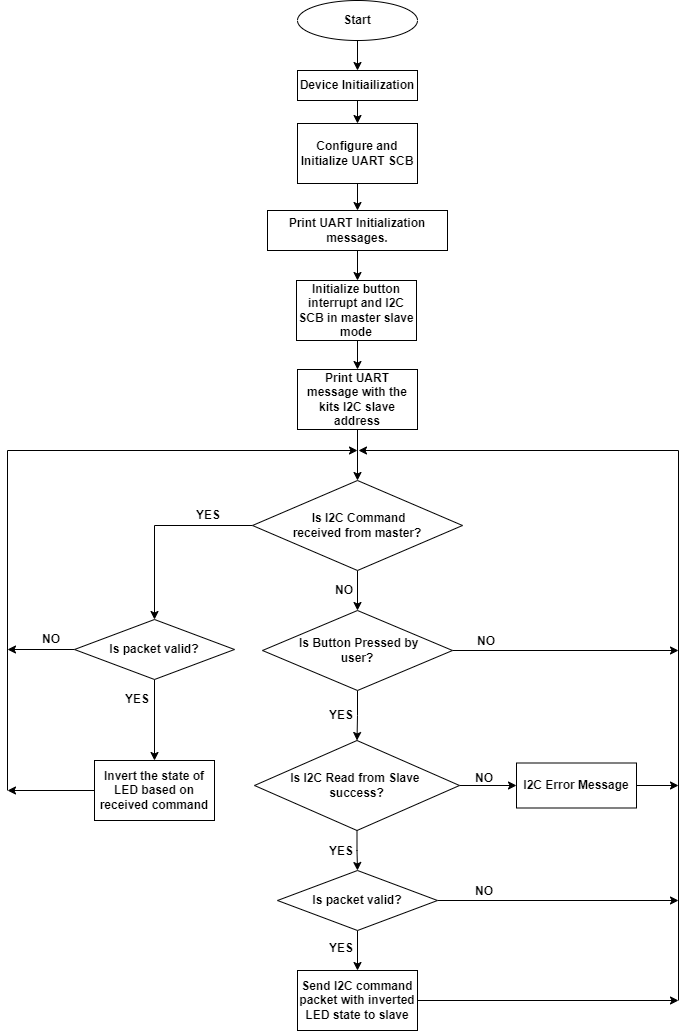 Start
Device Initiailization
Configure and
Initialize UART SCB
Print UART Initialization
messages.
Initialize button
interrupt and I2C
SCB in master slave
mode
Print UART
message with the
kits I2C slave
address
Is I2C Command
received from master?
YES
NO
Is packet valid?
NO
YES
Invert the state of
LED based on
received command
Is Button Pressed by
user?
NO
YES
Is I2C Read from Slave
success?
NO
I2C Error Message
YES
Is packet valid?
NO
YES
Send I2C command
packet with inverted
LED state to slave